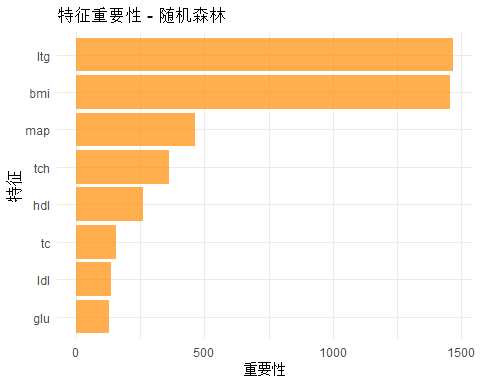 特征重要性 - 随机森林
特征
ltg
bmi
map
tch
hdl
tc
ldl
glu
0 500 1000 1500
重要性